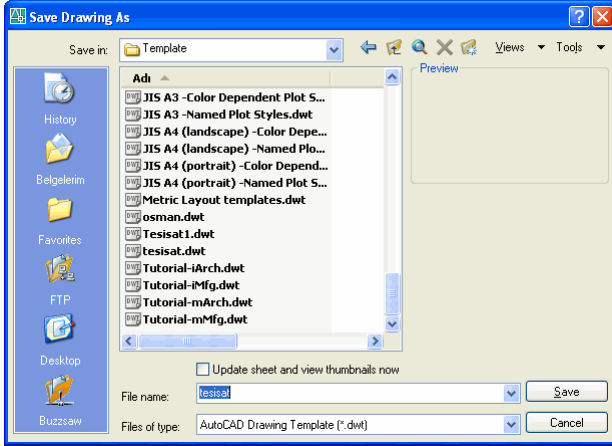 Save Drawing As
Save in: Template Views Tools
History
Belgelerim
Favorites
FTP
Desktop
Buzzsaw
Adı
JIS A3 -Color Dependent Plot S...
JIS A3 -Named Plot Styles.dwt
JIS A4 (landscape) -Color Depe...
JIS A4 (landscape) -Named Plo...
JIS A4 (portrait) -Color Depend...
JIS A4 (portrait) -Named Plot S...
Metric Layout templates.dwt
osman.dwt
Tesisat1.dwt
tesisat.dwt
Tutorial-iArch.dwt
Tutorial-iMfg.dwt
Tutorial-mArch.dwt
Tutorial-mMfg.dwt
Preview
Update sheet and view thumbnails now
File name: tesisat Save
Files of type: AutoCAD Drawing Template (*.dwt) Cancel